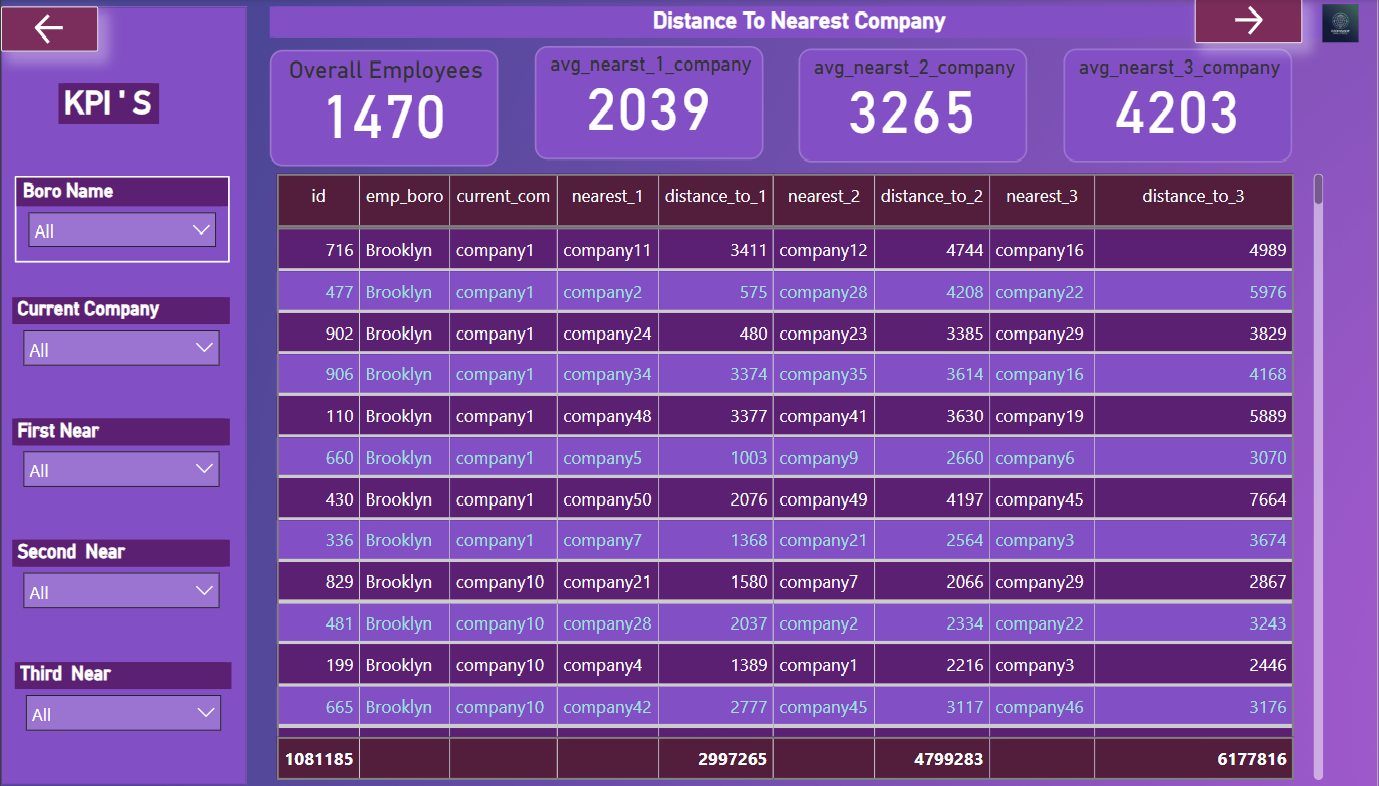 Distance To Nearest Company
KPI ' S
Boro Name
All
Current Company
All
First Near
All
Second Near
All
Third Near
All
Overall Employees
1470
avg_nearst_1_company
2039
avg_nearst_2_company
3265
avg_nearst_3_company
4203
id emp_boro current_com nearest_1 distance_to_1 nearest_2 distance_to_2 nearest_3 distance_to_3
716 Brooklyn company1 company11 3411 company12 4744 company16 4989
477 Brooklyn company1 company2 575 company28 4208 company22 5976
902 Brooklyn company1 company24 480 company23 3385 company29 3829
906 Brooklyn company1 company34 3374 company35 3614 company16 4168
110 Brooklyn company1 company48 3377 company41 3630 company19 5889
660 Brooklyn company1 company5 1003 company9 2660 company6 3070
430 Brooklyn company1 company50 2076 company49 4197 company45 7664
336 Brooklyn company1 company7 1368 company21 2564 company3 3674
829 Brooklyn company10 company21 1580 company7 2066 company29 2867
481 Brooklyn company10 company28 2037 company2 2334 company22 3243
199 Brooklyn company10 company4 1389 company1 2216 company3 2446
665 Brooklyn company10 company42 2777 company45 3117 company46 3176
1081185 2997265 4799283 6177816